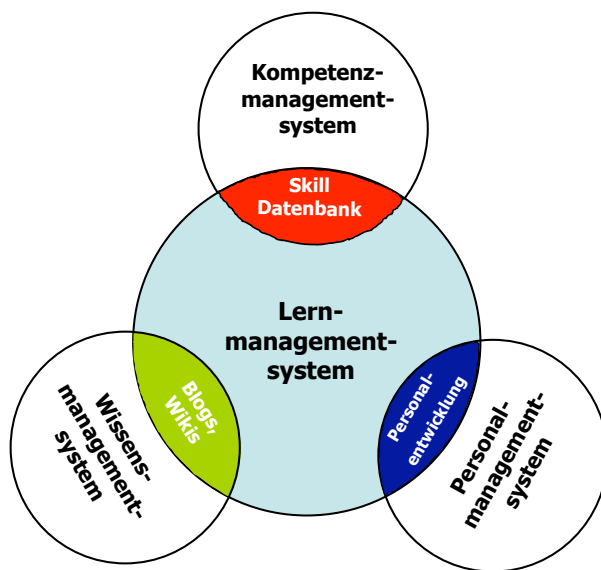 Kompetenz-
management-
system
Skill
Datenbank
Lern-
management-
system
Blogs,
Wikis
Wissens-
management-
system
Personal-
entwicklung
Personal-
management-
system